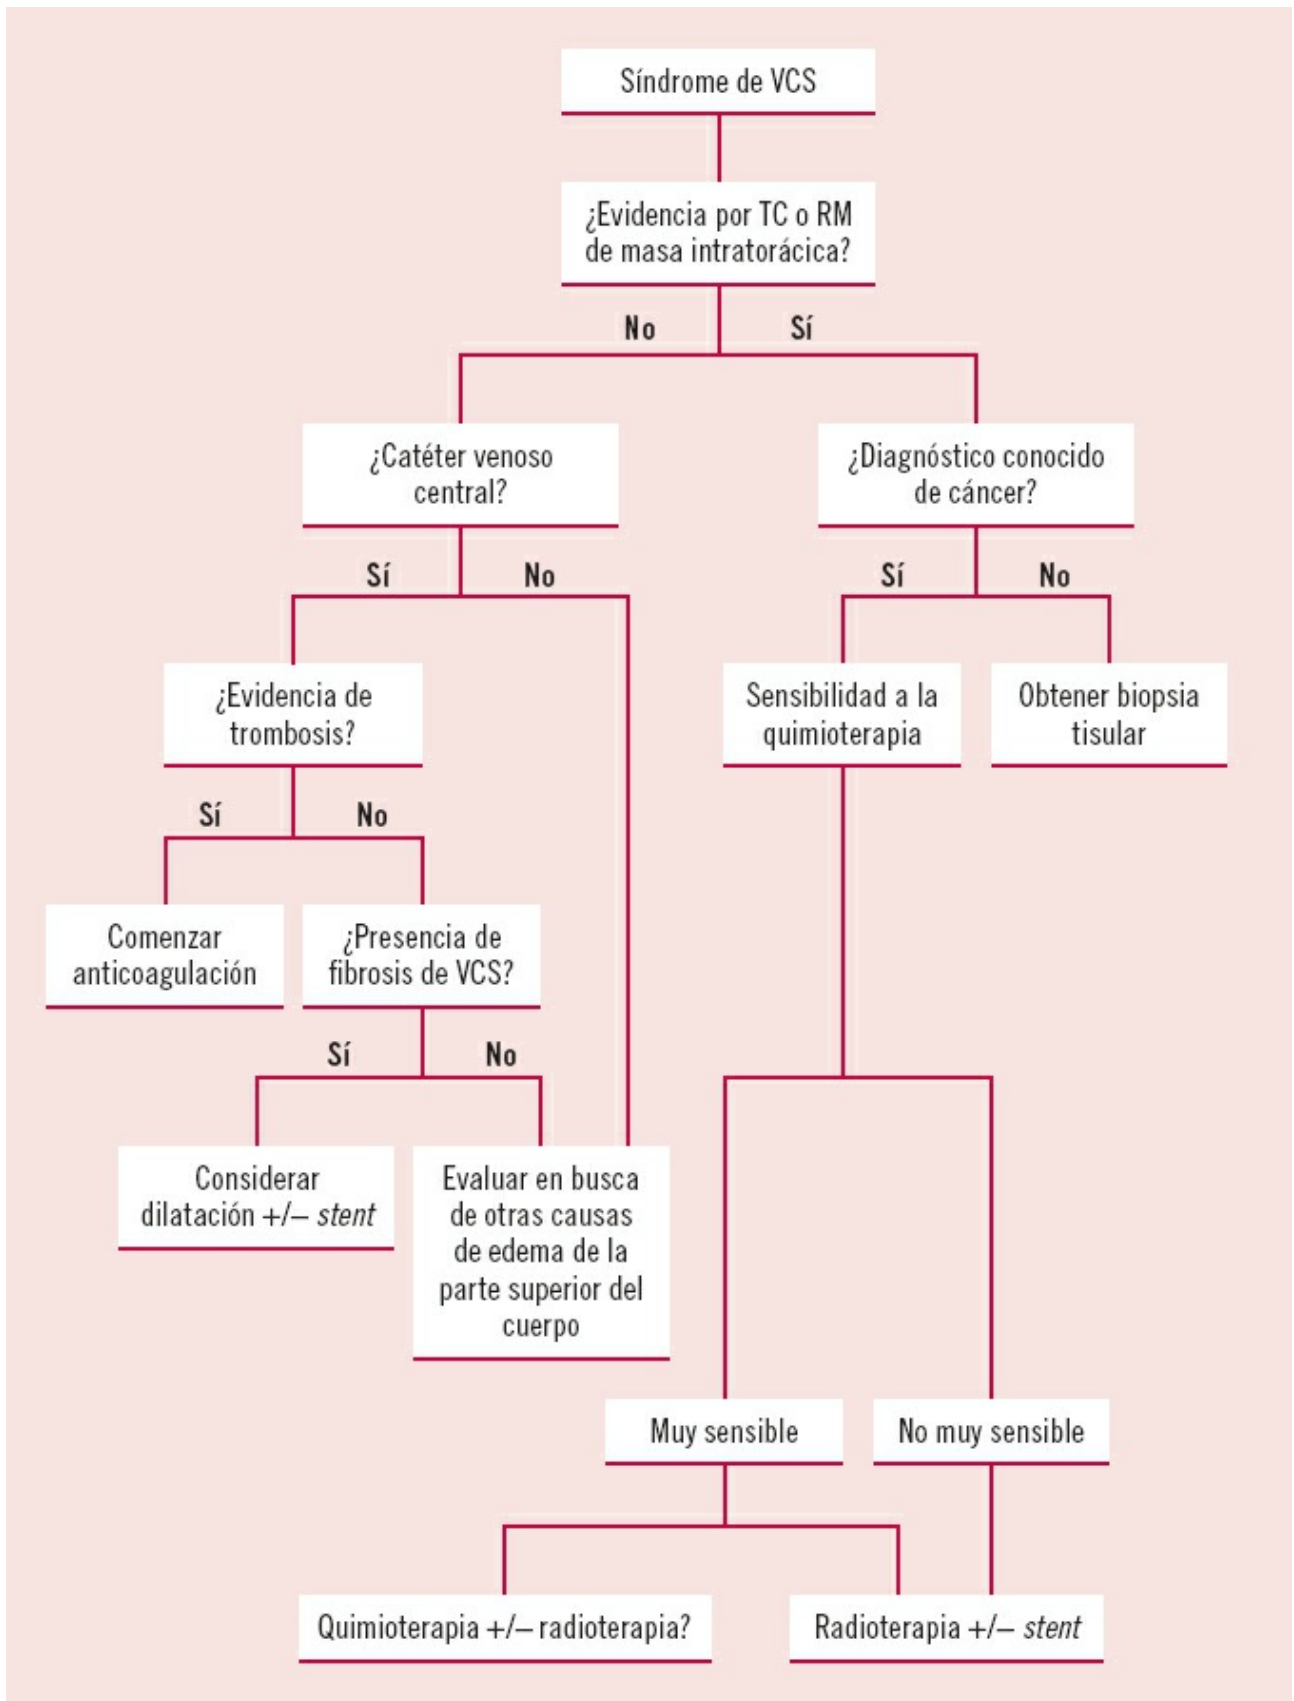 Síndrome de VCS
¿Evidencia por TC o RM
de masa intratorácica?
No
Sí
¿Catéter venoso
central?
¿Diagnóstico conocido
de cáncer?
Sí
No
Sí
No
¿Evidencia de
trombosis?
Sensibilidad a la
quimioterapia
Obtener biopsia
tisular
Sí
No
Comenzar
anticoagulación
¿Presencia de
fibrosis de VCS?
Sí
No
Considerar
dilatación +/– stent
Evaluar en busca
de otras causas
de edema de la
parte superior del
cuerpo
Muy sensible
No muy sensible
Quimioterapia +/– radioterapia?
Radioterapia +/– stent